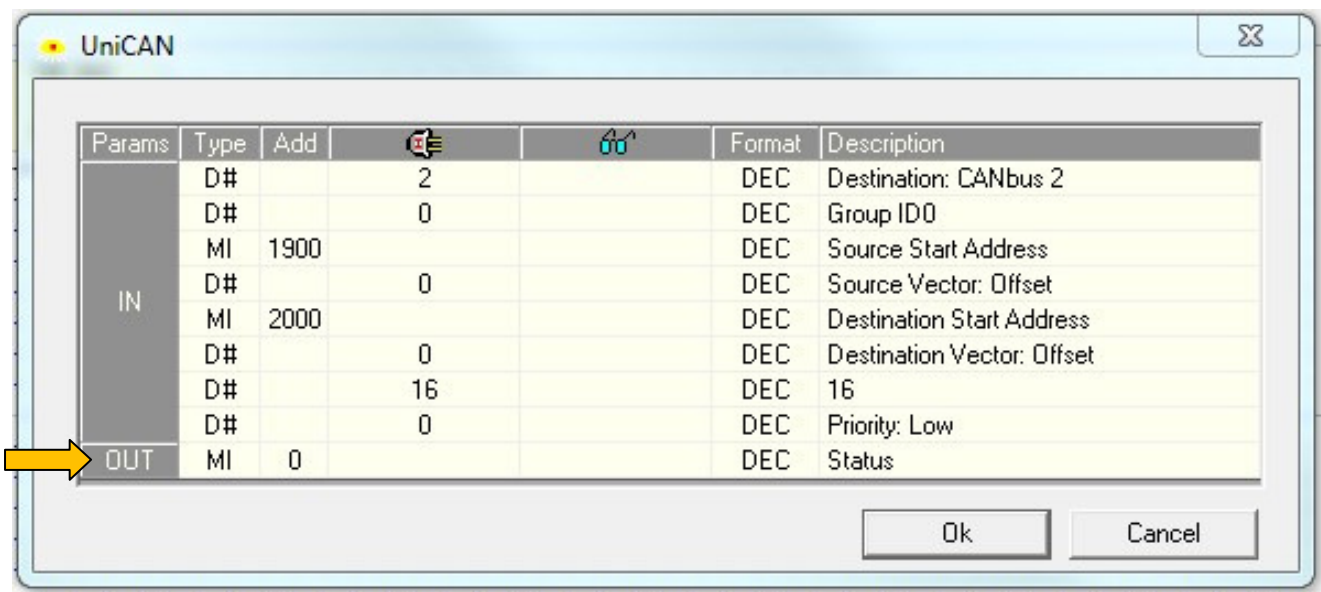 UniCAN
Params Type Add Format Description
D# 2 DEC Destination: CANbus 2
D# 0 DEC Group ID0
MI 1900 DEC Source Start Address
D# 0 DEC Source Vector: Offset
IN
MI 2000 DEC Destination Start Address
D# 0 DEC Destination Vector: Offset
D# 16 DEC 16
D# 0 DEC Priority: Low
OUT MI 0 DEC Status
Ok Cancel